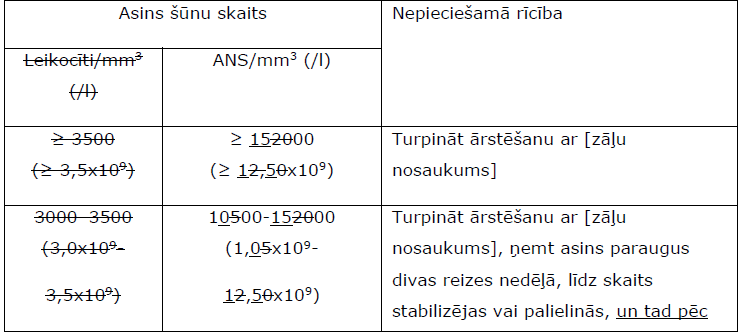 Asins šūnu skaits
Nepieciešamā rīcība
Leikocīti/mm³
(/l)
ANS/mm³ (/l)
≥ 3500
(≥ 3,5x10⁹)
≥ 152000
(≥ 12,50x10⁹)
Turpināt ārstēšanu ar [zāļu
nosaukums]
3000-3500
(3,0x10⁹-
3,5x10⁹)
10500-152000
(1,05x10⁹-
12,50x10⁹)
Turpināt ārstēšanu ar [zāļu
nosaukums], ņemt asins paraugus
divas reizes nedēļā, līdz skaits
stabilizējas vai palielinās, un tad pēc